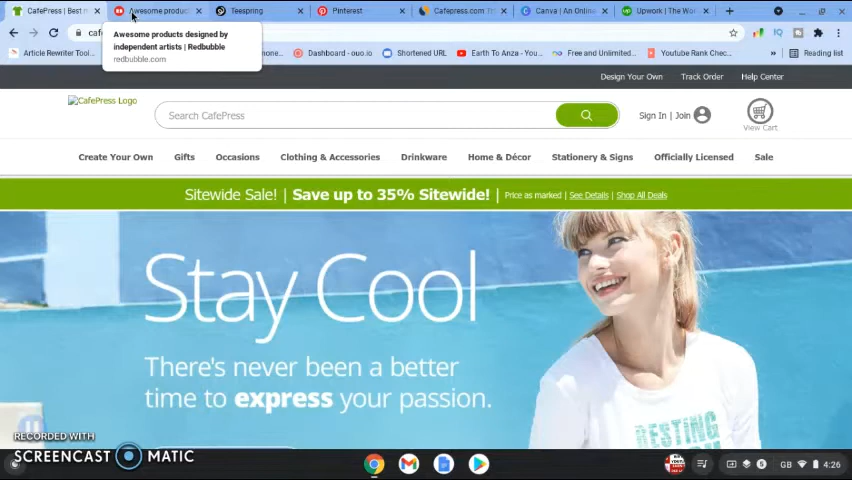 CafePress | Best
Awesome produc
Teespring
Pinterest
Cafepress.com
Canva | An Onlin
Upwork | The Wo
cafe
Article Rewriter Tool...
Dashboard - ouo.io
Shortened URL
Earth To Anza - You...
Free and Unlimited...
Youtube Rank Chec...
Reading list
Awesome products designed by
independent artists | Redbubble
redbubble.com
Design Your Own
Track Order
Help Center
CafePress Logo
Search CafePress
Sign In | Join
View Cart
Create Your Own
Gifts
Occasions
Clothing & Accessories
Drinkware
Home & Décor
Stationery & Signs
Officially Licensed
Sale
Sitewide Sale! | Save up to 35% Sitewide! | Price as marked | See Details | Shop All Deals
Stay Cool
There's never been a better
time to express your passion.
RESTING
RECORDED WITH
SCREENCAST MATIC
GB
4:26